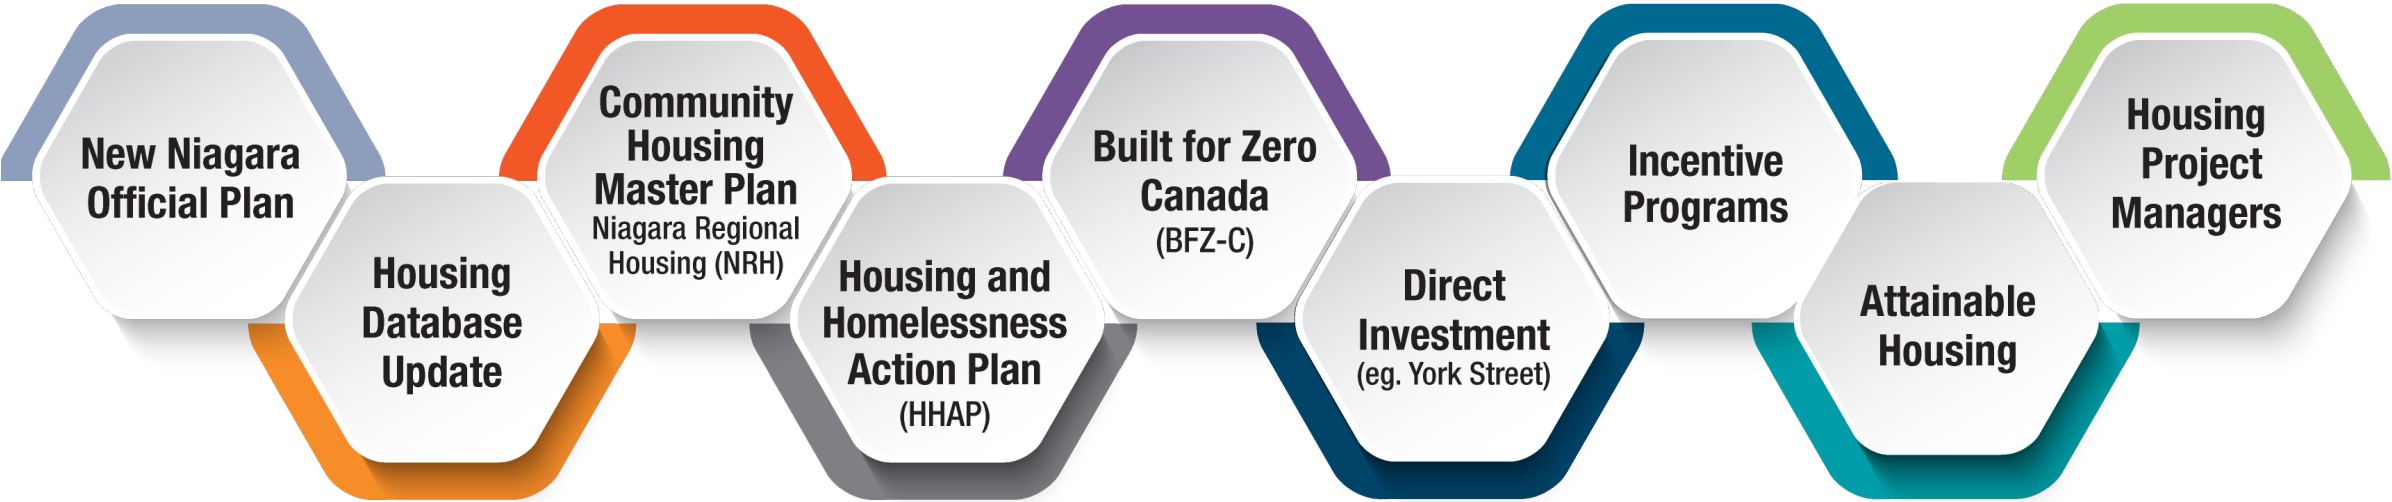 New Niagara
Official Plan
Housing
Database
Update
Community
Housing
Master Plan
Niagara Regional
Housing (NRH)
Housing and
Homelessness
Action Plan
(HHAP)
Built for Zero
Canada
(BFZ-C)
Direct
Investment
(eg. York Street)
Incentive
Programs
Attainable
Housing
Housing
Project
Managers